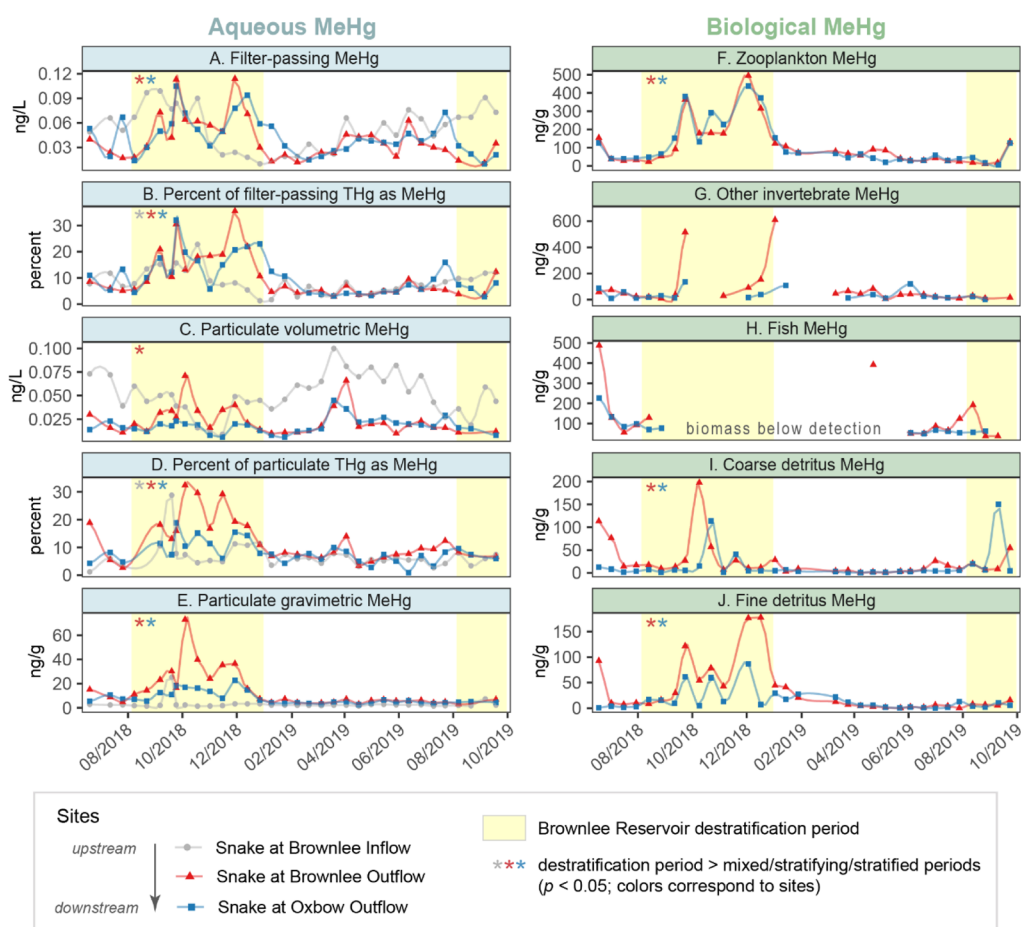 Aqueous MeHg
A. Filter-passing MeHg
0.12
0.09
0.06
0.03
ng/L
B. Percent of filter-passing THg as MeHg
30
20
10
0
percent
***
C. Particulate volumetric MeHg
0.100
0.075
0.050
0.025
ng/L
*
D. Percent of particulate THg as MeHg
30
20
10
0
percent
***
E. Particulate gravimetric MeHg
60
40
20
0
ng/g
**
08/2018
10/2018
12/2018
02/2019
04/2019
06/2019
08/2019
10/2019
Biological MeHg
F. Zooplankton MeHg
500
400
300
200
100
0
ng/g
**
G. Other invertebrate MeHg
600
400
200
0
ng/g
H. Fish MeHg
500
400
300
200
100
ng/g
biomass below detection
I. Coarse detritus MeHg
200
150
100
50
0
ng/g
**
J. Fine detritus MeHg
150
100
50
0
ng/g
**
08/2018
10/2018
12/2018
02/2019
04/2019
06/2019
08/2019
10/2019
Sites
upstream
downstream
Snake at Brownlee Inflow
Snake at Brownlee Outflow
Snake at Oxbow Outflow
Brownlee Reservoir destratification period
*** destratification period > mixed/stratifying/stratified periods
(p < 0.05; colors correspond to sites)